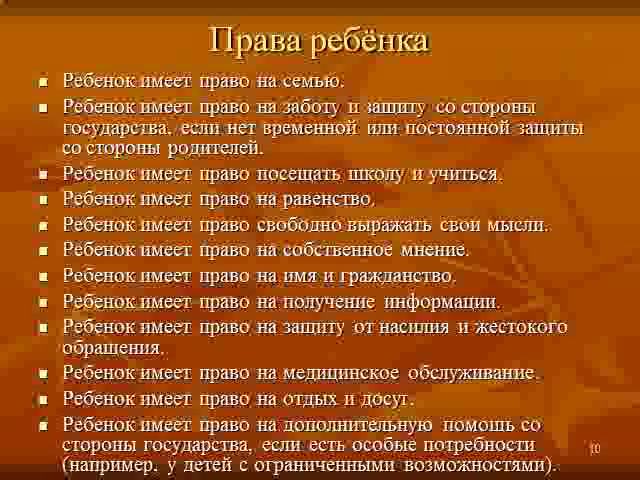 Права ребёнка
Ребенок имеет право на семью.
Ребенок имеет право на заботу и защиту со стороны
государства, если нет временной или постоянной защиты
со стороны родителей.
Ребенок имеет право посещать школу и учиться.
Ребенок имеет право на равенство.
Ребенок имеет право свободно выражать свои мысли.
Ребенок имеет право на собственное мнение.
Ребенок имеет право на имя и гражданство.
Ребенок имеет право на получение информации.
Ребенок имеет право на защиту от насилия и жестокого
обращения.
Ребенок имеет право на медицинское обслуживание.
Ребенок имеет право на отдых и досуг.
Ребенок имеет право на дополнительную помощь со
стороны государства, если есть особые потребности
(например, у детей с ограниченными возможностями).
10